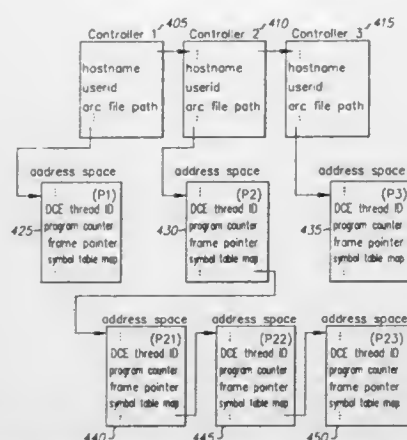 Controller 1 405 Controller 2 410 Controller 3 415
hostname hostname hostname
userid userid userid
arc file path arc file path arc file path
address space address space address space
(P1) (P2) (P3)
DCE thread ID DCE thread ID DCE thread ID
425 program counter 430 program counter 435 program counter
frame pointer frame pointer frame pointer
symbol table map symbol table map symbol table map
address space address space address space
(P21) (P22) (P23)
DCE thread ID DCE thread ID DCE thread ID
program counter program counter program counter
frame pointer frame pointer frame pointer
symbol table map symbol table map symbol table map
440 445 450